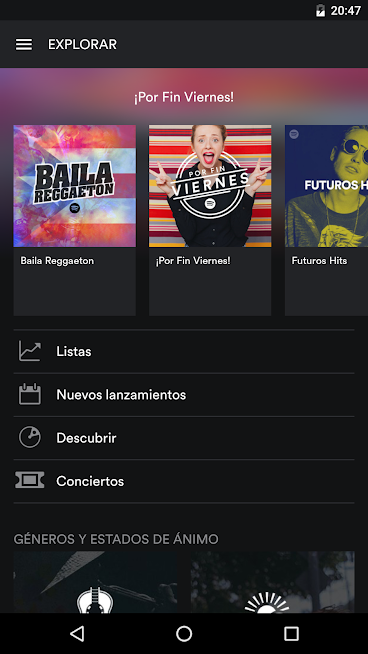 20:47
EXPLORAR
¡Por Fin Viernes!
BAILA
REGGAETON
POR FIN
VIERNES
FUTUROS H
Baila Reggaeton
¡Por Fin Viernes!
Futuros Hits
Listas
Nuevos lanzamientos
Descubrir
Conciertos
GÉNEROS Y ESTADOS DE ÁNIMO